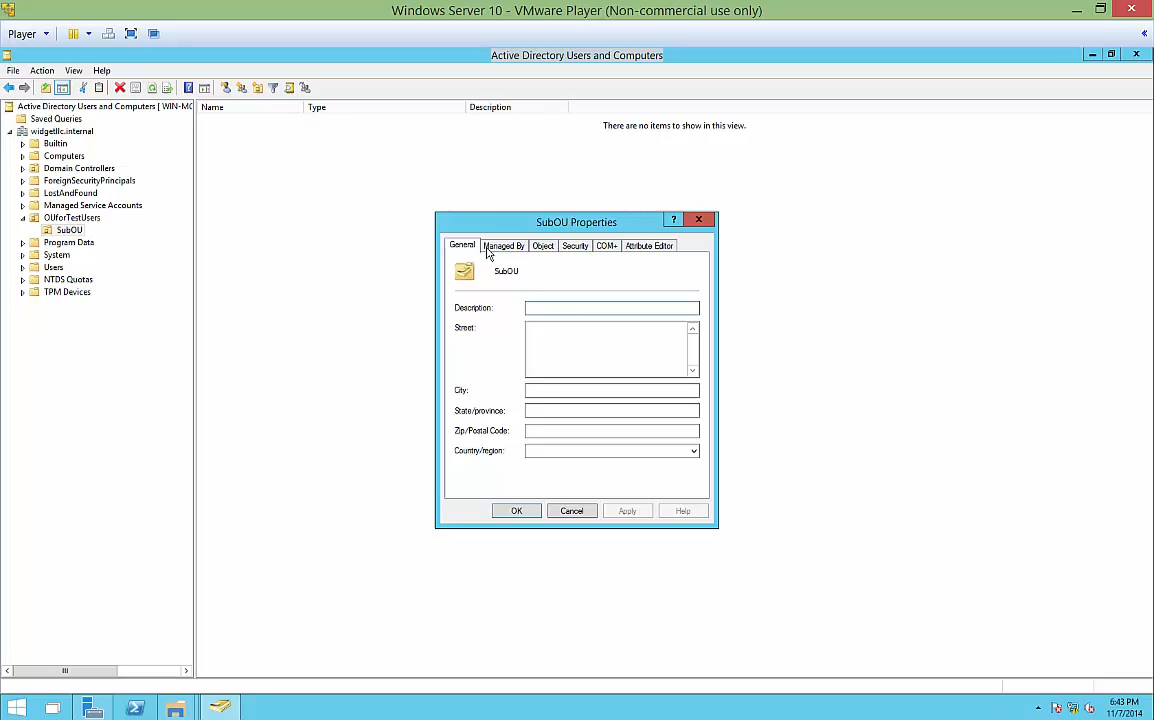 Windows Server 10 - VMware Player (Non-commercial use only)
Player
Active Directory Users and Computers
File Action View Help
Active Directory Users and Computers [ WIN-MC
Name Type Description
Saved Queries
There are no items to show in this view.
widgetllc.internal
Builtin
Computers
Domain Controllers
ForeignSecurityPrincipals
LostAndFound
Managed Service Accounts
OUforTestUsers
SubOU
Program Data
System
Users
NTDS Quotas
TPM Devices
SubOU Properties
General Managed By Object Security COM+ Attribute Editor
SubOU
Description:
Street:
City:
State/province:
Zip/Postal Code:
Country/region:
OK Cancel Apply Help
6:43 PM
11/7/2014